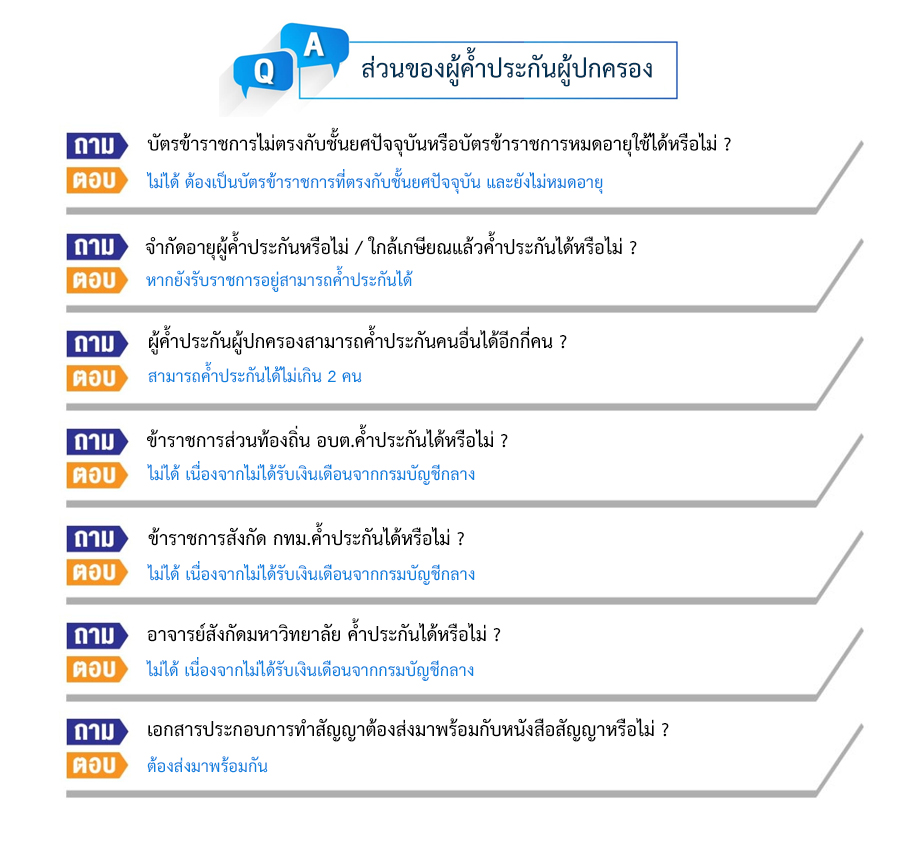 Q A
ส่วนของผู้ค้ำประกันผู้ปกครอง
ถาม บัตรข้าราชการไม่ตรงกับชั้นยศปัจจุบันหรือบัตรข้าราชการหมดอายุใช้ได้หรือไม่ ?
ตอบ ไม่ได้ ต้องเป็นบัตรข้าราชการที่ตรงกับชั้นยศปัจจุบัน และยังไม่หมดอายุ
ถาม จำกัดอายุผู้ค้ำประกันหรือไม่ / ใกล้เกษียณแล้วค้ำประกันได้หรือไม่ ?
ตอบ หากยังรับราชการอยู่สามารถค้ำประกันได้
ถาม ผู้ค้ำประกันผู้ปกครองสามารถค้ำประกันคนอื่นได้อีกกี่คน ?
ตอบ สามารถค้ำประกันได้ไม่เกิน 2 คน
ถาม ข้าราชการส่วนท้องถิ่น อบต.ค้ำประกันได้หรือไม่ ?
ตอบ ไม่ได้ เนื่องจากไม่ได้รับเงินเดือนจากกรมบัญชีกลาง
ถาม ข้าราชการสังกัด กทม.ค้ำประกันได้หรือไม่ ?
ตอบ ไม่ได้ เนื่องจากไม่ได้รับเงินเดือนจากกรมบัญชีกลาง
ถาม อาจารย์สังกัดมหาวิทยาลัย ค้ำประกันได้หรือไม่ ?
ตอบ ไม่ได้ เนื่องจากไม่ได้รับเงินเดือนจากกรมบัญชีกลาง
ถาม เอกสารประกอบการทำสัญญาต้องส่งมาพร้อมกับหนังสือสัญญาหรือไม่ ?
ตอบ ต้องส่งมาพร้อมกัน